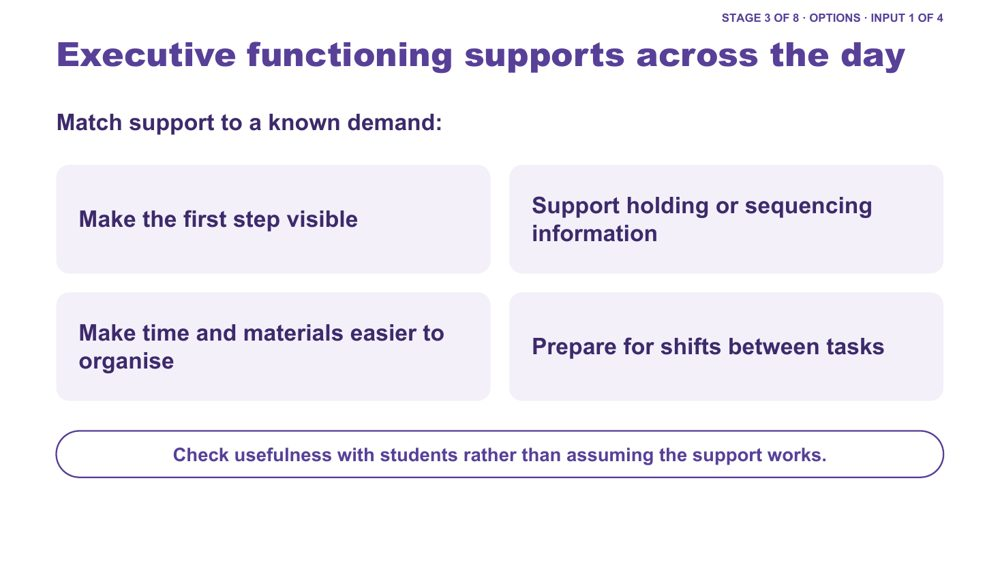 STAGE 3 OF 8 · OPTIONS · INPUT 1 OF 4
Executive functioning supports across the day
Match support to a known demand:
Make the first step visible
Support holding or sequencing
information
Make time and materials easier to
organise
Prepare for shifts between tasks
Check usefulness with students rather than assuming the support works.